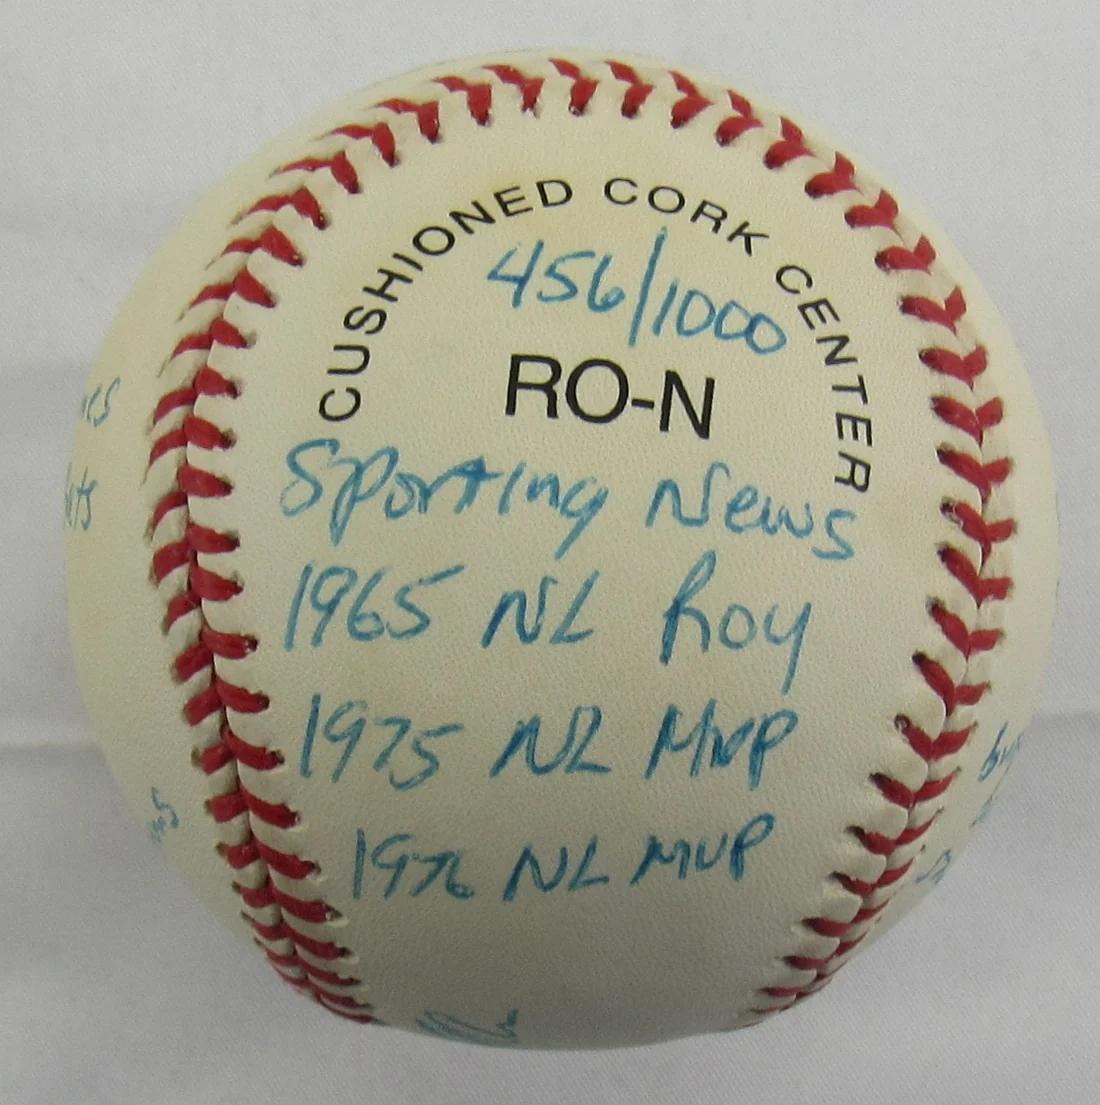 CUSHIONED CORK CENTER
456/1000
RO-N
Sporting News
1965 NL Roy
1975 NL MVP
1976 NL MVP